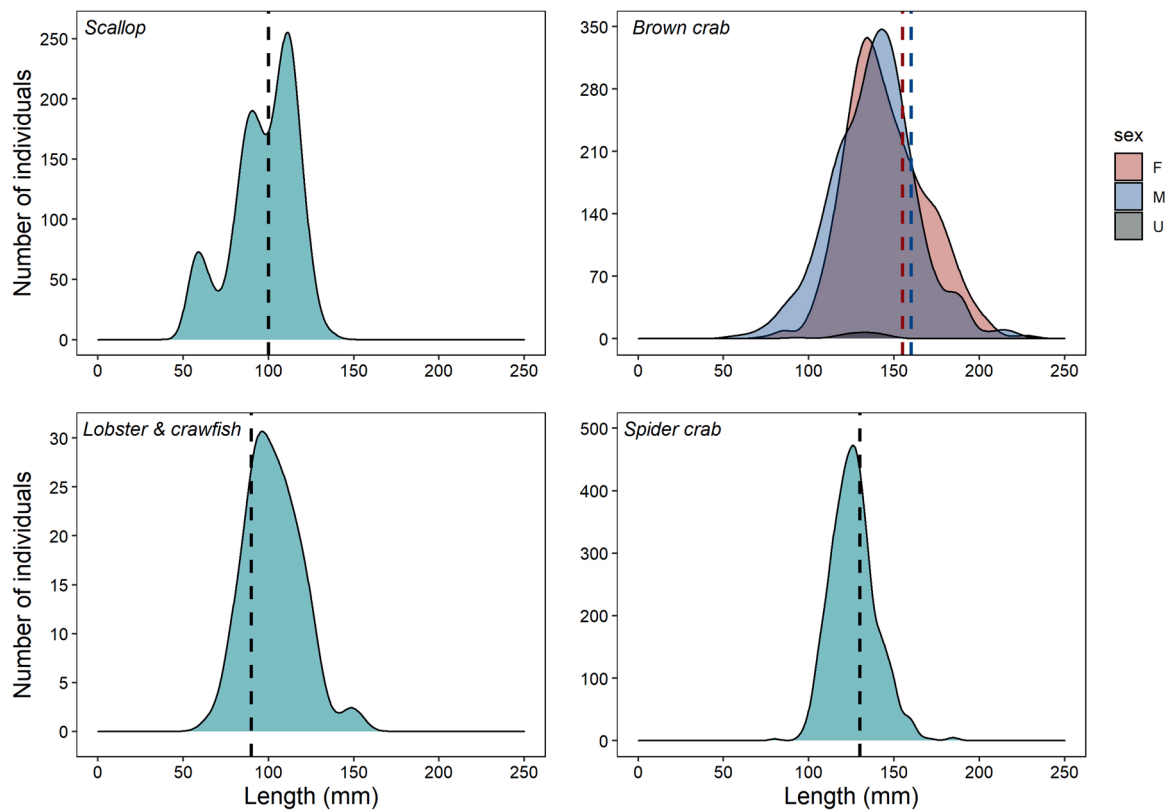 Scallop
Number of individuals
250
200
150
100
50
0
0 50 100 150 200 250
Brown crab
350
280
210
140
70
0
0 50 100 150 200 250
sex
F
M
U
Lobster & crawfish
Number of individuals
30
25
20
15
10
5
0
0 50 100 150 200 250
Length (mm)
Spider crab
500
400
300
200
100
0
0 50 100 150 200 250
Length (mm)